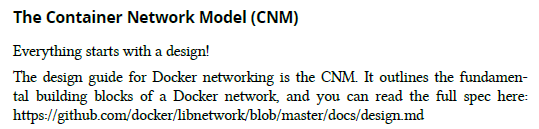 The Container Network Model (CNM)
Everything starts with a design!
The design guide for Docker networking is the CNM. It outlines the fundamen-
tal building blocks of a Docker network, and you can read the full spec here:
https://github.com/docker/libnetwork/blob/master/docs/design.md